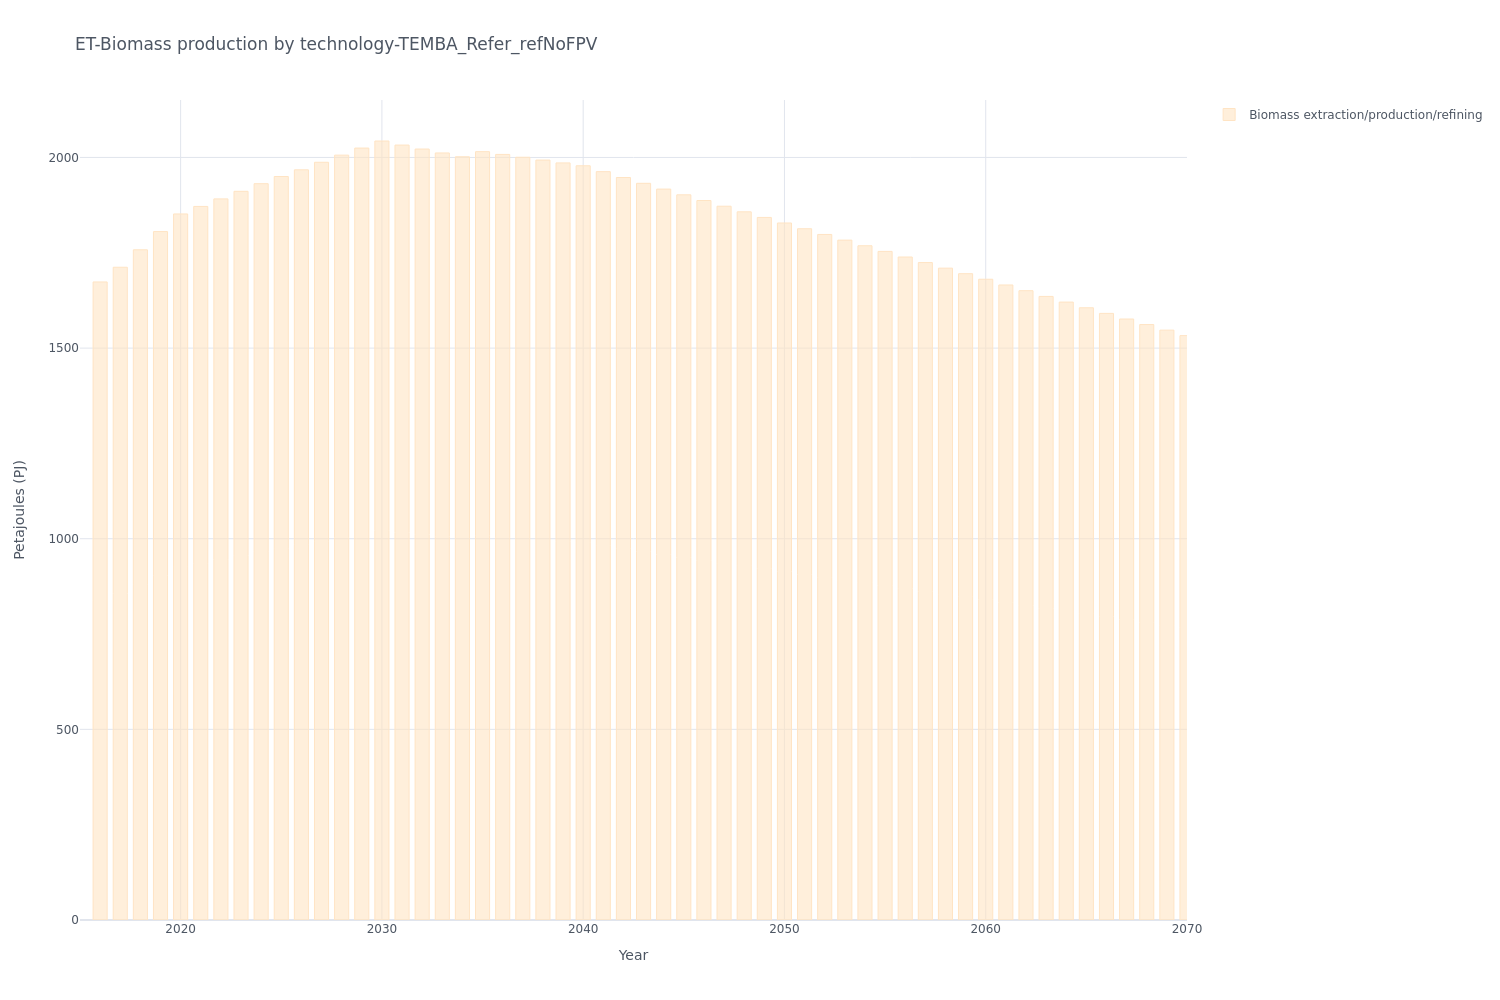 ET-Biomass production by technology-TEMBA_Refer_refNoFPV
Biomass extraction/production/refining
2000
1500
1000
500
0
Petajoules (PJ)
2020
2030
2040
2050
2060
2070
Year